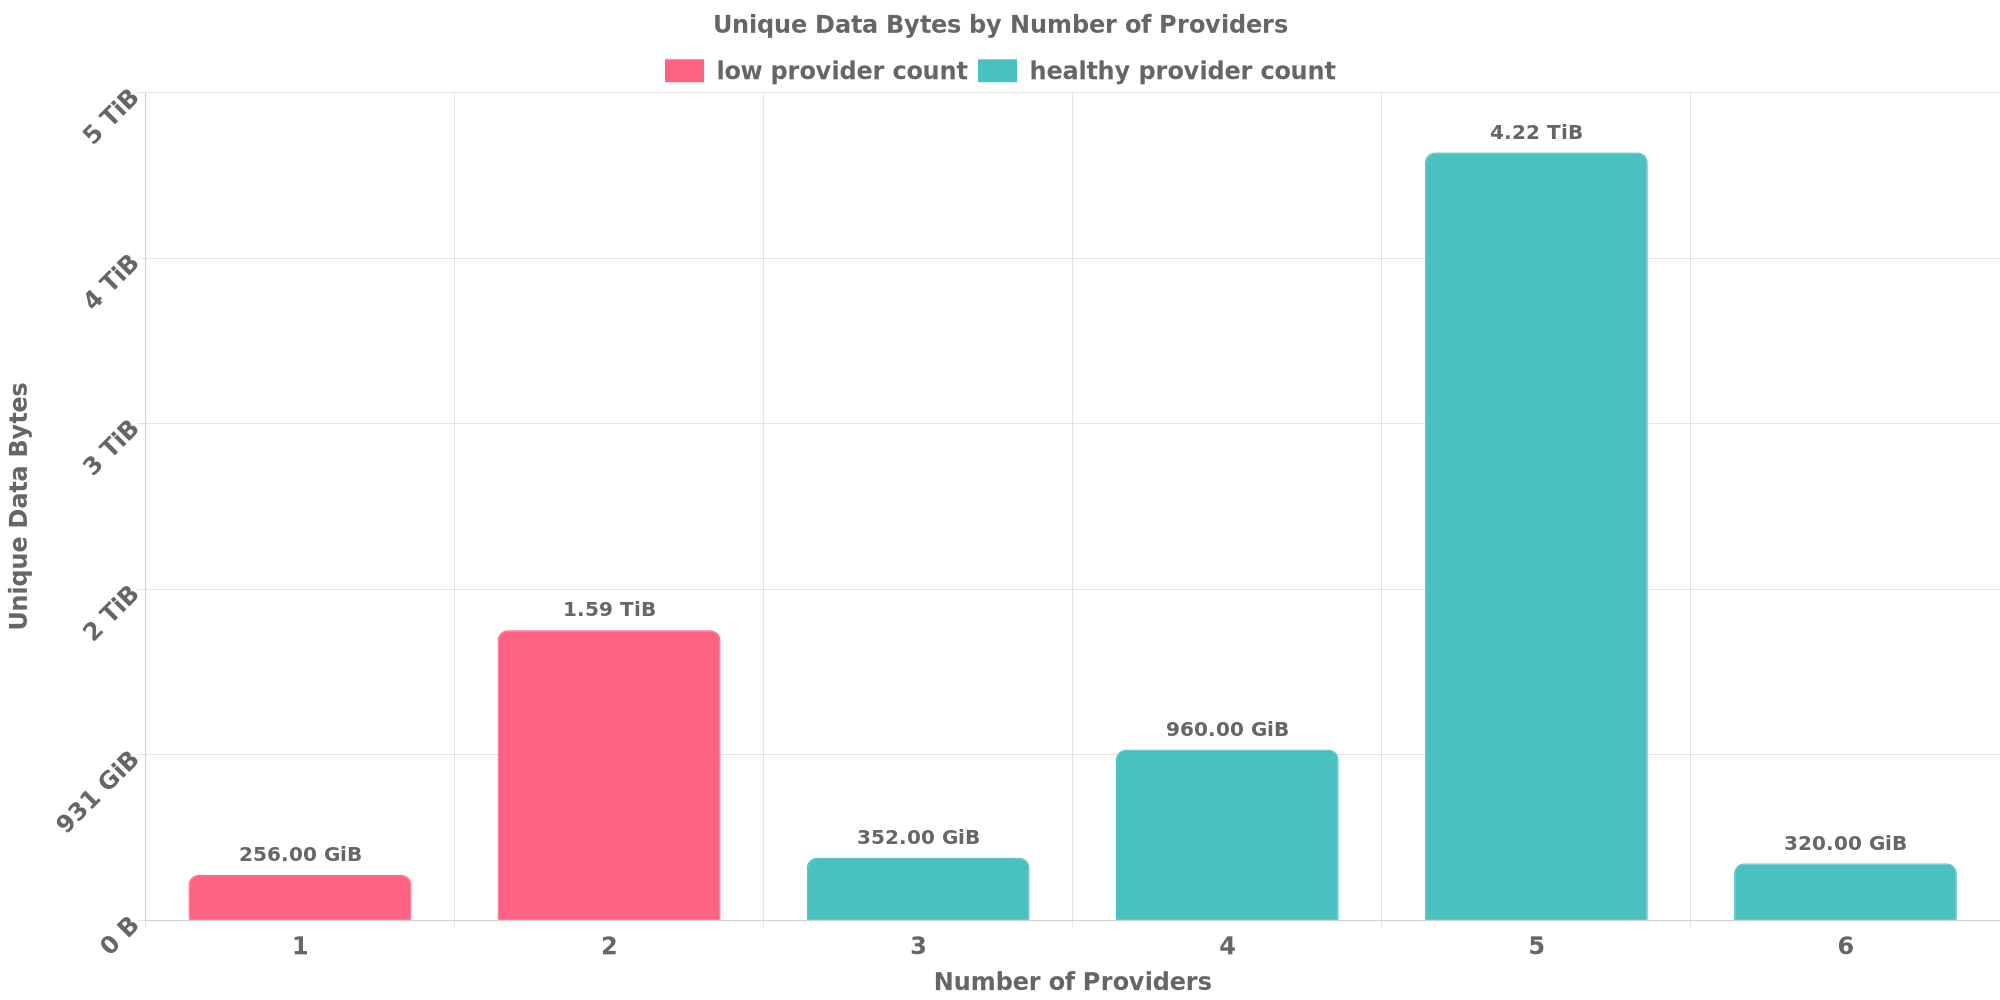 Unique Data Bytes by Number of Providers
low provider count
healthy provider count
5 TiB
4 TiB
3 TiB
2 TiB
931 GiB
0 B
Unique Data Bytes
256.00 GiB
1.59 TiB
352.00 GiB
960.00 GiB
4.22 TiB
320.00 GiB
1
2
3
4
5
6
Number of Providers